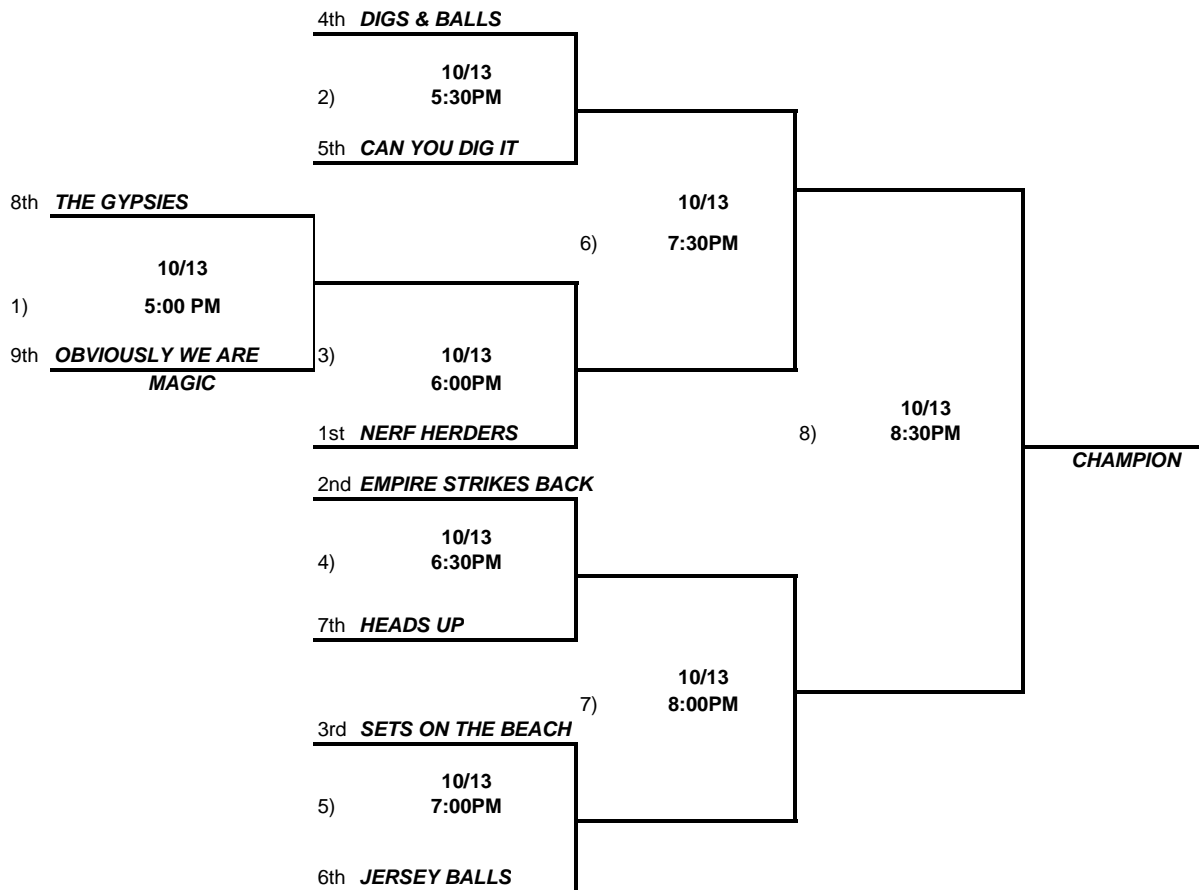 4th DIGS & BALLS
10/13
2) 5:30PM
5th CAN YOU DIG IT
8th THE GYPSIES
10/13
10/13
6) 7:30PM
1) 5:00 PM
9th OBVIOUSLY WE ARE
MAGIC
3) 10/13
6:00PM
10/13
8) 8:30PM
1st NERF HERDERS
CHAMPION
2nd EMPIRE STRIKES BACK
10/13
4) 6:30PM
7th HEADS UP
10/13
7) 8:00PM
3rd SETS ON THE BEACH
10/13
5) 7:00PM
6th JERSEY BALLS